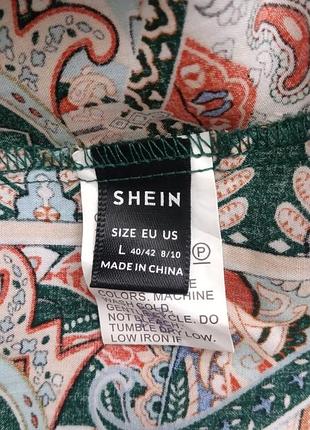 SHEIN
SIZE EU US
L 40/42 8/10
MADE IN CHINA
P
COLORS. MACHINE
COLD.
NOT DO
TUMBLE DRY LOW.
LOW IRON IF